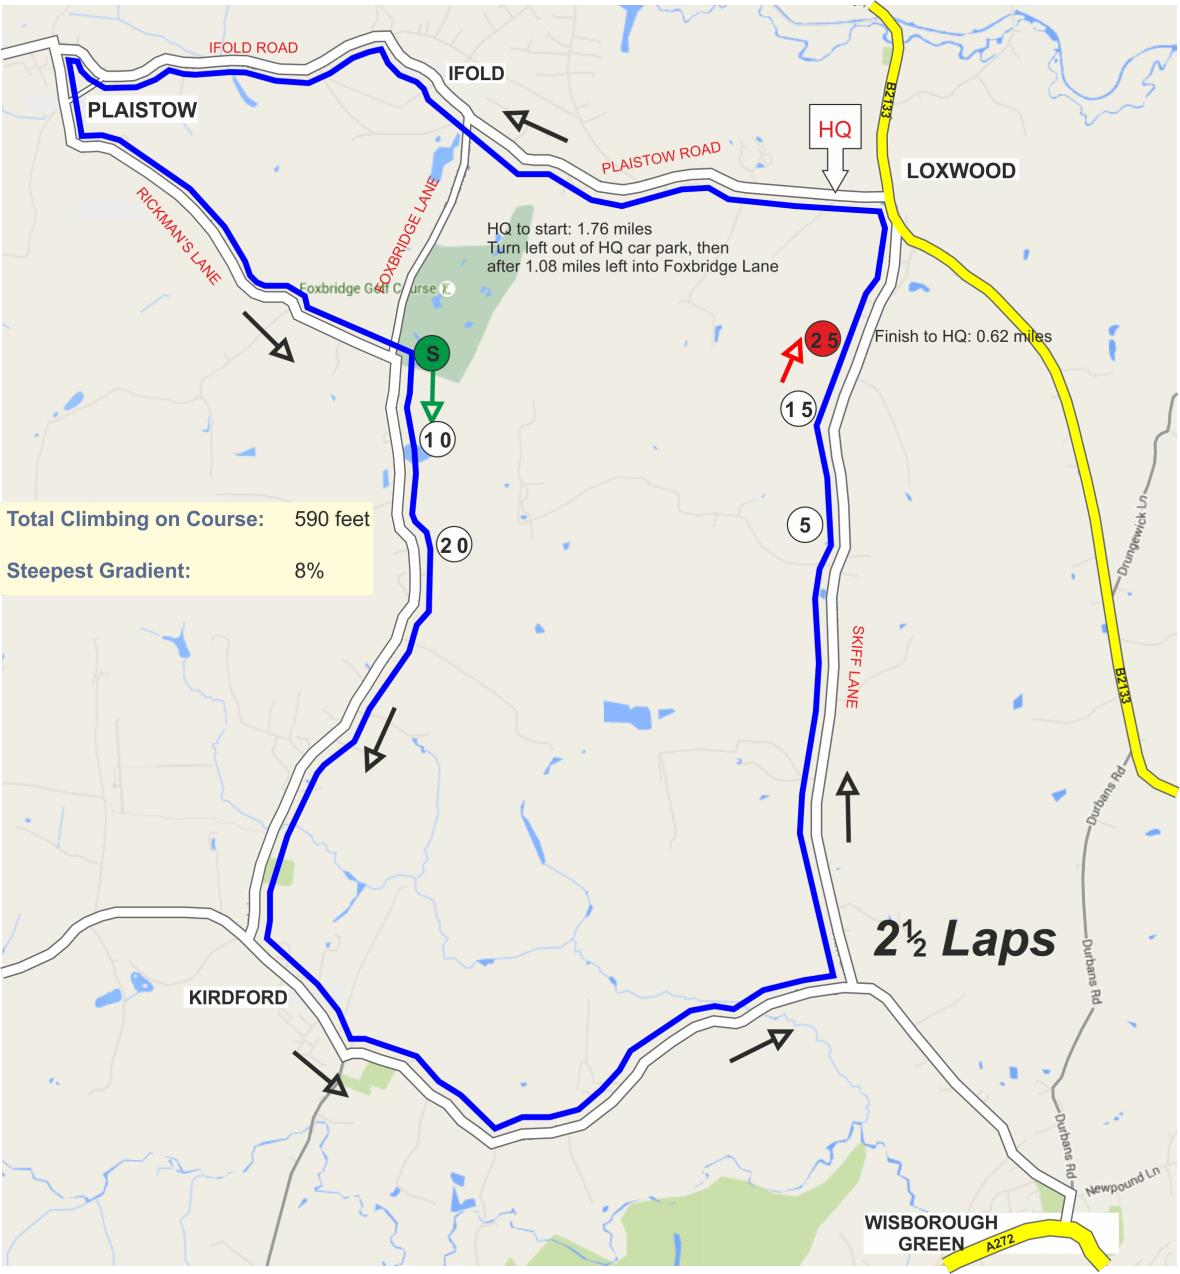 IFOLD ROAD
IFOLD
PLAISTOW
B2133
HQ
PLAISTOW ROAD
LOXWOOD
RICKMAN'S LANE
FOXBRIDGE LANE
HQ to start: 1.76 miles
Turn left out of HQ car park, then
after 1.08 miles left into Foxbridge Lane
Foxbridge Golf Course
S
25
Finish to HQ: 0.62 miles
15
10
Total Climbing on Course: 590 feet
5
20
Drungewick Ln
Steepest Gradient: 8%
SKIFF LANE
B2133
Durbans Rd
2½ Laps
Durbans Rd
KIRDFORD
Durbans Rd
Newpound Ln
WISBOROUGH
GREEN
A272